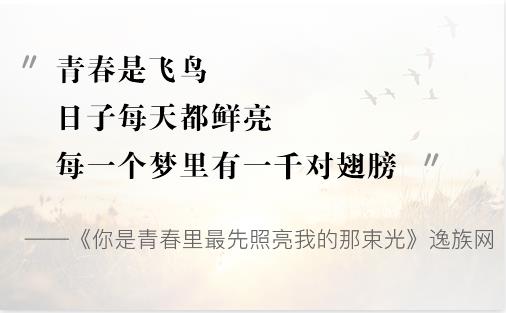 "青春是飞鸟
日子每天都鲜亮
每一个梦里有一千对翅膀"
——《你是青春里最先照亮我的那束光》逸族网